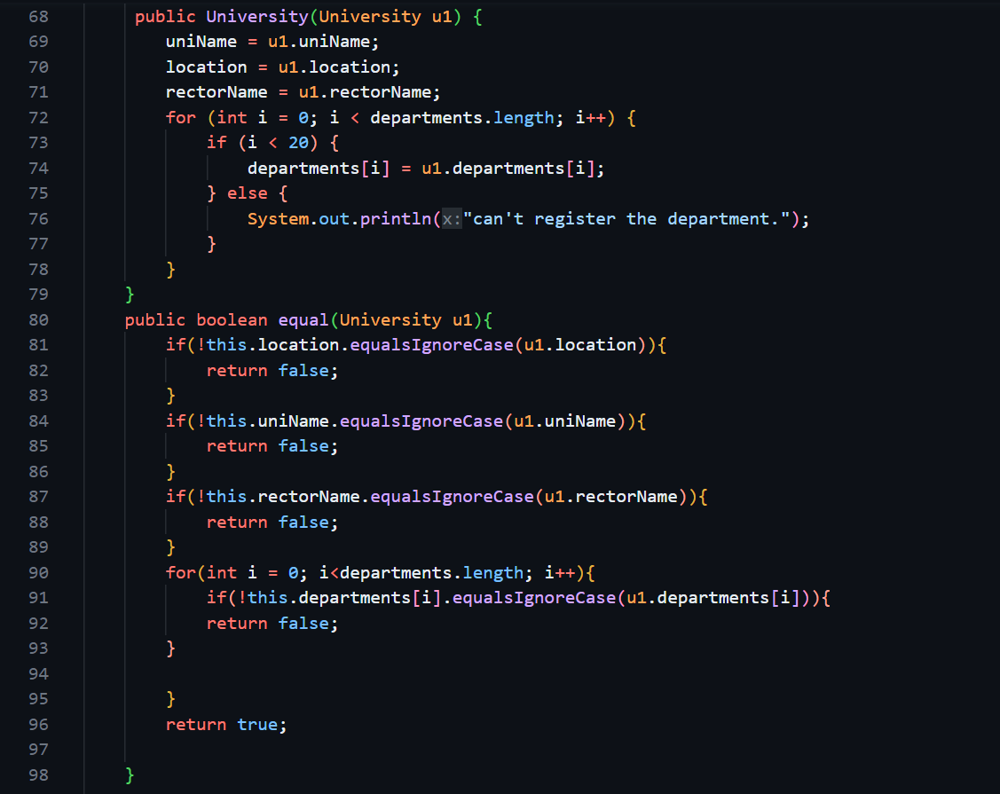 68 public University(University u1) {
69 uniName = u1.uniName;
70 location = u1.location;
71 rectorName = u1.rectorName;
72 for (int i = 0; i < departments.length; i++) {
73 if (i < 20) {
74 departments[i] = u1.departments[i];
75 } else {
76 System.out.println(x:"can't register the department.");
77 }
78 }
79 }
80 public boolean equal(University u1){
81 if(!this.location.equalsIgnoreCase(u1.location)){
82 return false;
83 }
84 if(!this.uniName.equalsIgnoreCase(u1.uniName)){
85 return false;
86 }
87 if(!this.rectorName.equalsIgnoreCase(u1.rectorName)){
88 return false;
89 }
90 for(int i = 0; i<departments.length; i++){
91 if(!this.departments[i].equalsIgnoreCase(u1.departments[i])){
92 return false;
93 }
94
95 }
96 return true;
97
98 }